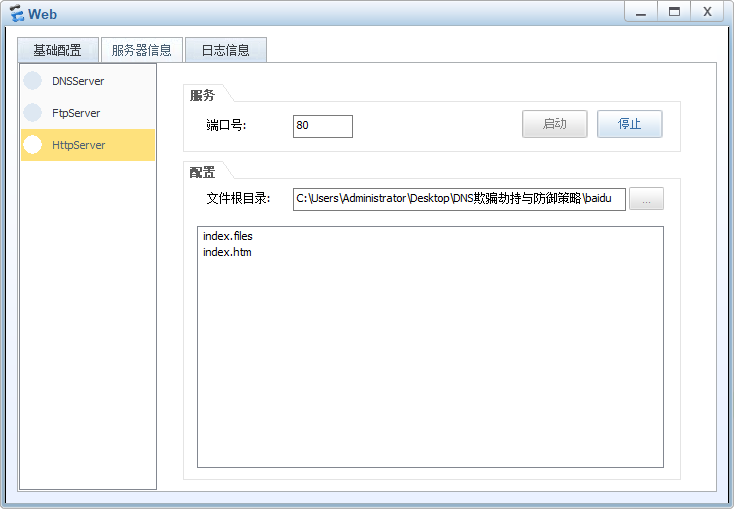 Web
基础配置 服务器信息 日志信息
DNSServer
FtpServer
HttpServer
服务
端口号: 80 启动 停止
配置
文件根目录: C:\Users\Administrator\Desktop\DNS欺骗劫持与防御策略\baidu ...
index.files
index.htm